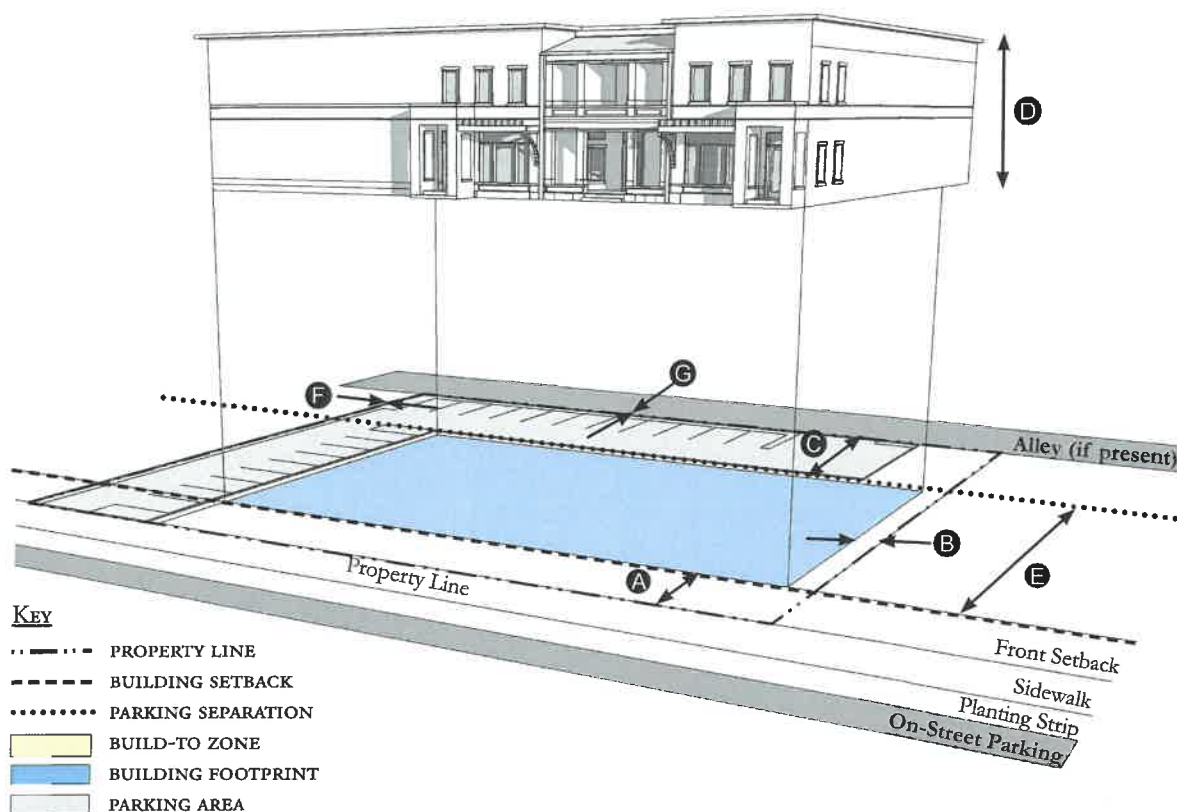 D
G
F
C
Alley (if present)
B
A
E
Property Line
KEY
PROPERTY LINE
BUILDING SETBACK
PARKING SEPARATION
BUILD-TO ZONE
BUILDING FOOTPRINT
PARKING AREA
Front Setback
Sidewalk
Planting Strip
On-Street Parking